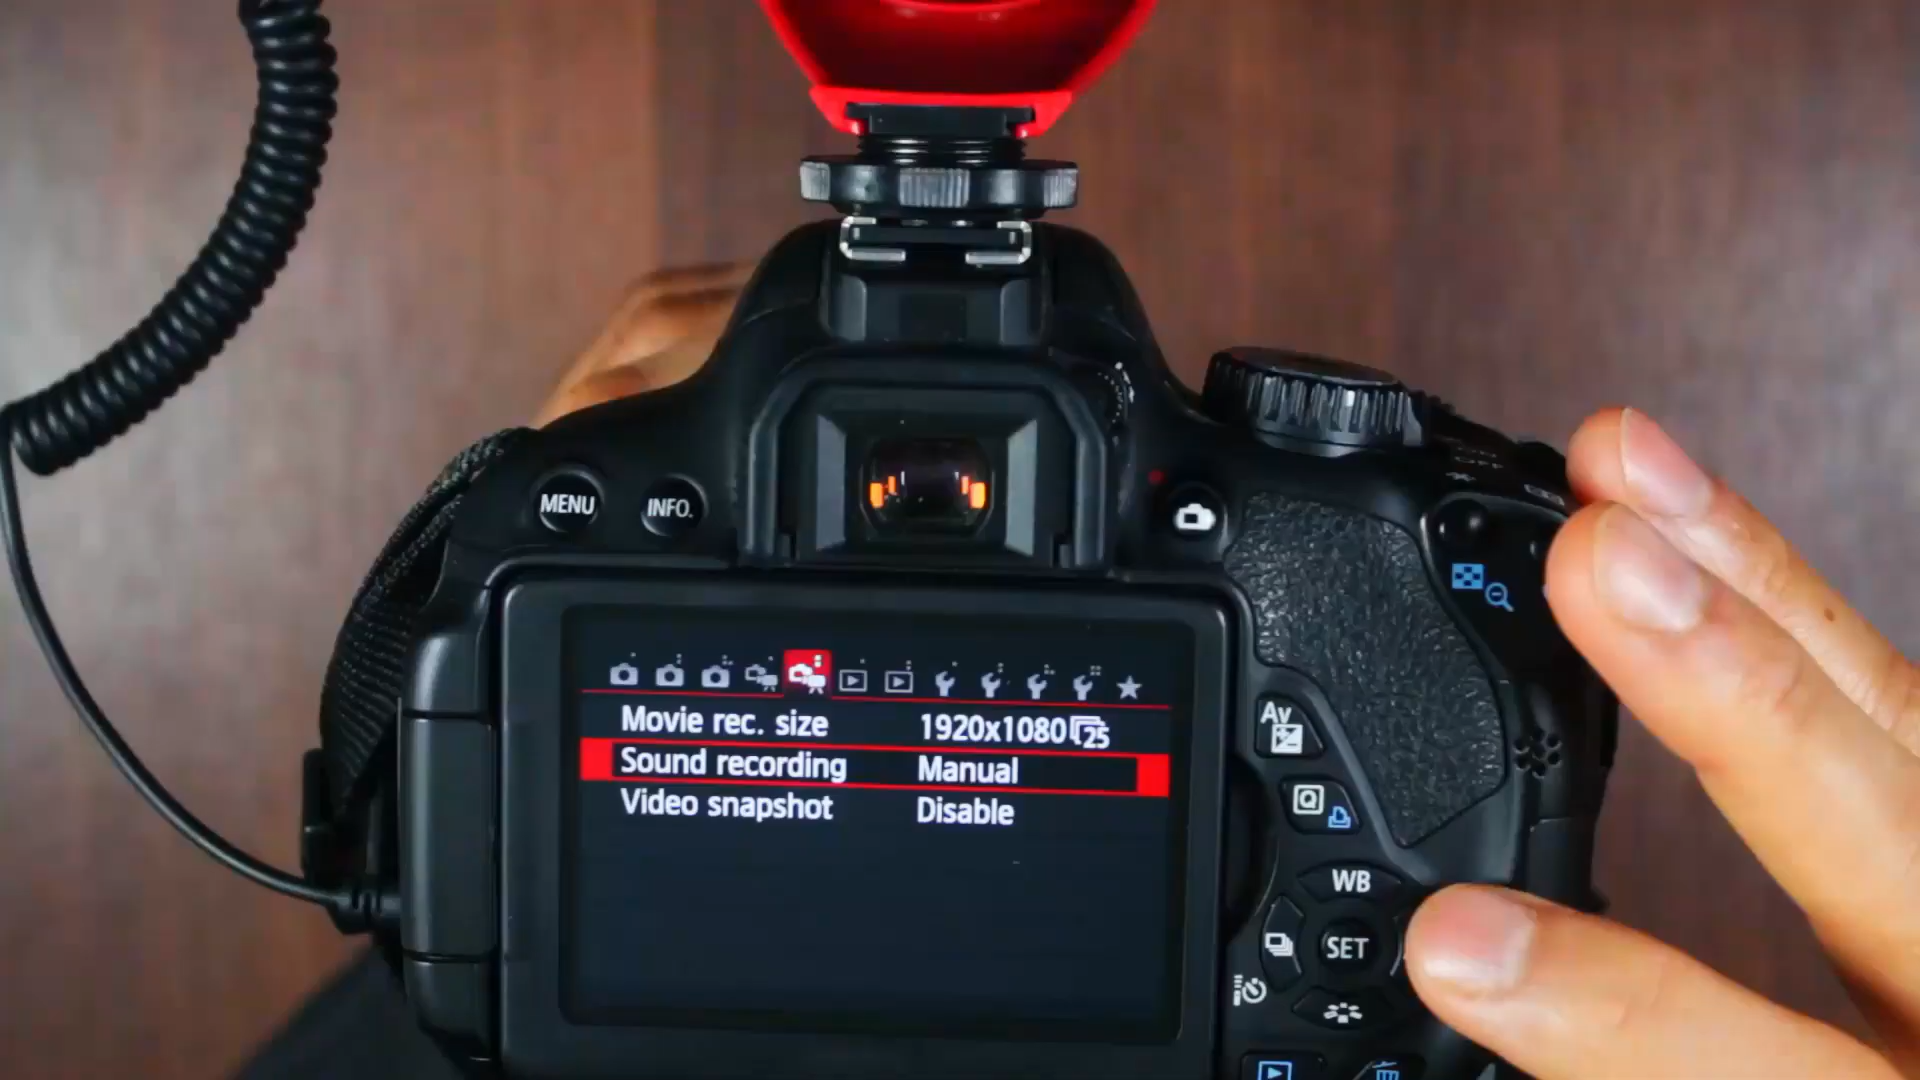 MENU
INFO.
Movie rec. size 1920x1080 25
Sound recording Manual
Video snapshot Disable
Av
Q
WB
SET